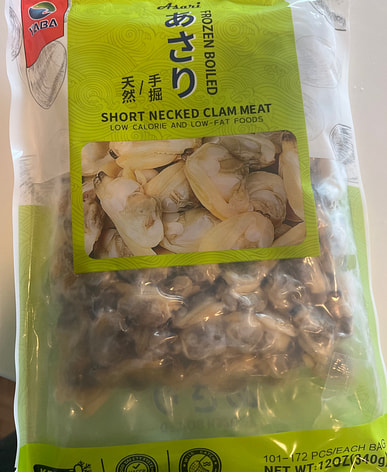 YABA
Asari
あさり
FROZEN BOILED
天然/手掘
SHORT NECKED CLAM MEAT
LOW CALORIE AND LOW-FAT FOODS
101-172 PCS/EACH BAG
NET WT:12OZ(340g)